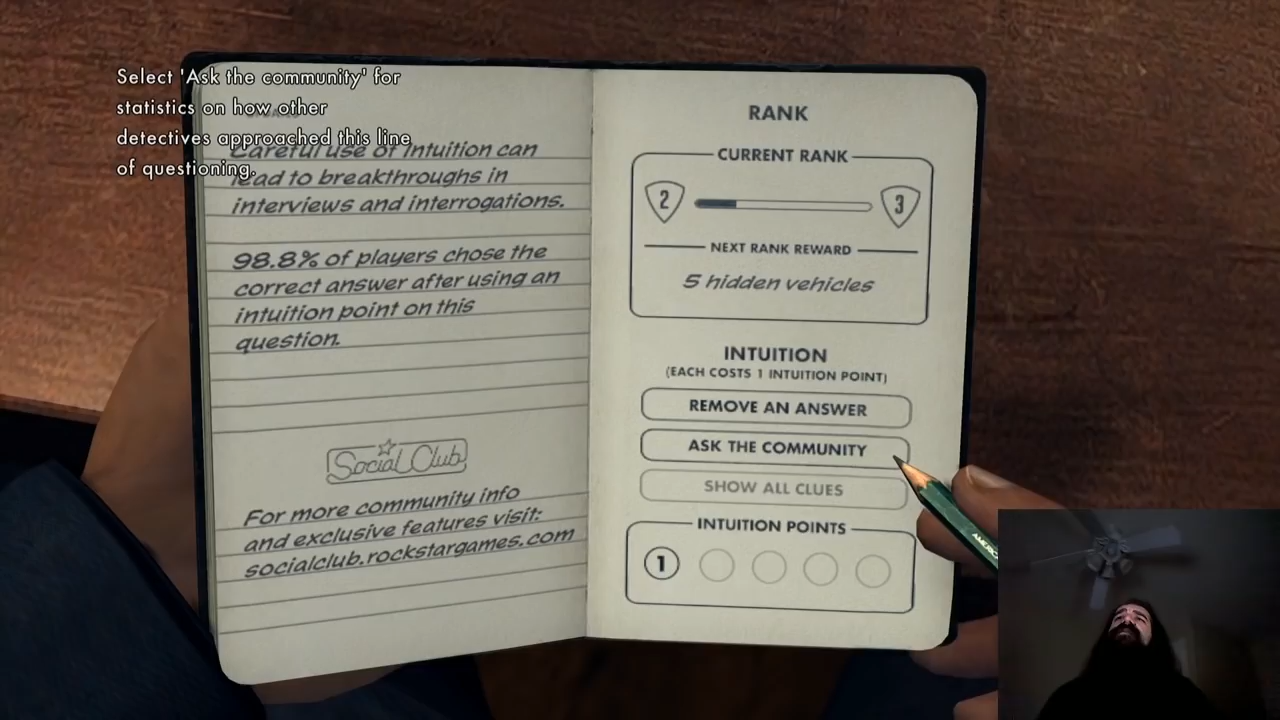 Select 'Ask the community' for
statistics on how other
detectives approached this line
of questioning.
Careful use of Intuition can
lead to breakthroughs in
interviews and interrogations.
98.8% of players chose the
correct answer after using an
intuition point on this
question.
Social Club
For more community info
and exclusive features visit:
socialclub.rockstargames.com
RANK
CURRENT RANK
2
3
NEXT RANK REWARD
5 hidden vehicles
INTUITION
(EACH COSTS 1 INTUITION POINT)
REMOVE AN ANSWER
ASK THE COMMUNITY
SHOW ALL CLUES
INTUITION POINTS
1